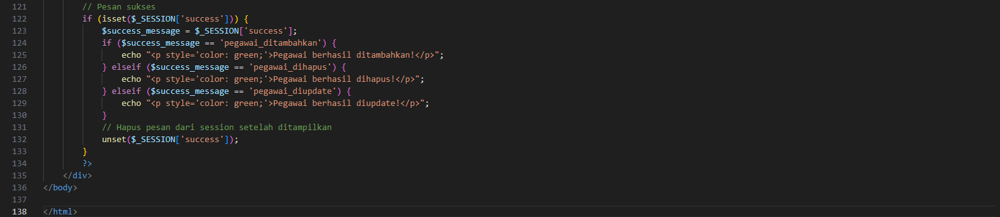 121 // Pesan sukses
122 if (isset($_SESSION['success'])) {
123 $success_message = $_SESSION['success'];
124 if ($success_message == 'pegawai_ditambahkan') {
125 echo "<p style='color: green;'>Pegawai berhasil ditambahkan!</p>";
126 } elseif ($success_message == 'pegawai_dihapus') {
127 echo "<p style='color: green;'>Pegawai berhasil dihapus!</p>";
128 } elseif ($success_message == 'pegawai_diupdate') {
129 echo "<p style='color: green;'>Pegawai berhasil diupdate!</p>";
130 }
131 // Hapus pesan dari session setelah ditampilkan
132 unset($_SESSION['success']);
133 }
134 ?>
135 </div>
136 </body>
137
138 </html>